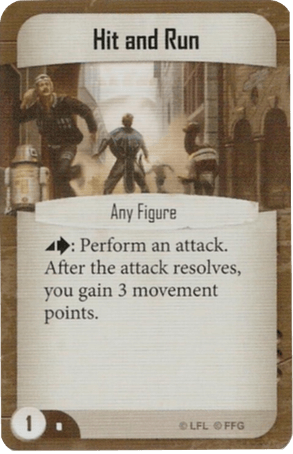 Hit and Run
Any Figure
: Perform an attack.
After the attack resolves,
you gain 3 movement
points.
1
© LFL © FFG